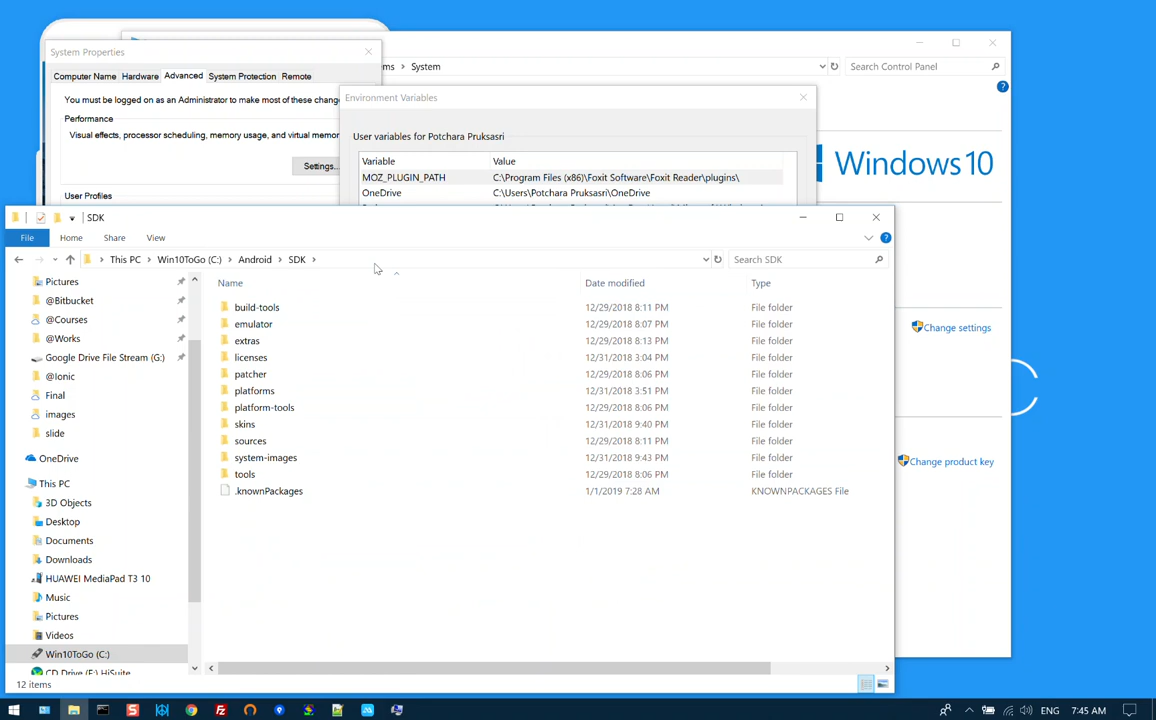 System Properties
Computer Name Hardware Advanced System Protection Remote
You must be logged on as an Administrator to make most of these chang
Performance
Visual effects, processor scheduling, memory usage, and virtual memor
Settings...
User Profiles
ms > System
Search Control Panel
Environment Variables
User variables for Potchara Pruksasri
Variable Value
MOZ_PLUGIN_PATH C:\Program Files (x86)\Foxit Software\Foxit Reader\plugins\
OneDrive C:\Users\Potchara Pruksasri\OneDrive
Windows 10
Change settings
Change product key
SDK
File Home Share View
This PC > Win10ToGo (C:) > Android > SDK >
Search SDK
Pictures
@Bitbucket
@Courses
@Works
Google Drive File Stream (G:)
@Ionic
Final
images
slide
OneDrive
This PC
3D Objects
Desktop
Documents
Downloads
HUAWEI MediaPad T3 10
Music
Pictures
Videos
Win10ToGo (C:)
CD Drive (F:) HiSuite
Name Date modified Type
build-tools 12/29/2018 8:11 PM File folder
emulator 12/29/2018 8:07 PM File folder
extras 12/29/2018 8:13 PM File folder
licenses 12/31/2018 3:04 PM File folder
patcher 12/29/2018 8:06 PM File folder
platforms 12/31/2018 3:51 PM File folder
platform-tools 12/29/2018 8:06 PM File folder
skins 12/31/2018 9:40 PM File folder
sources 12/29/2018 8:11 PM File folder
system-images 12/31/2018 9:43 PM File folder
tools 12/29/2018 8:06 PM File folder
.knownPackages 1/1/2019 7:28 AM KNOWNPACKAGES File
12 items
ENG 7:45 AM